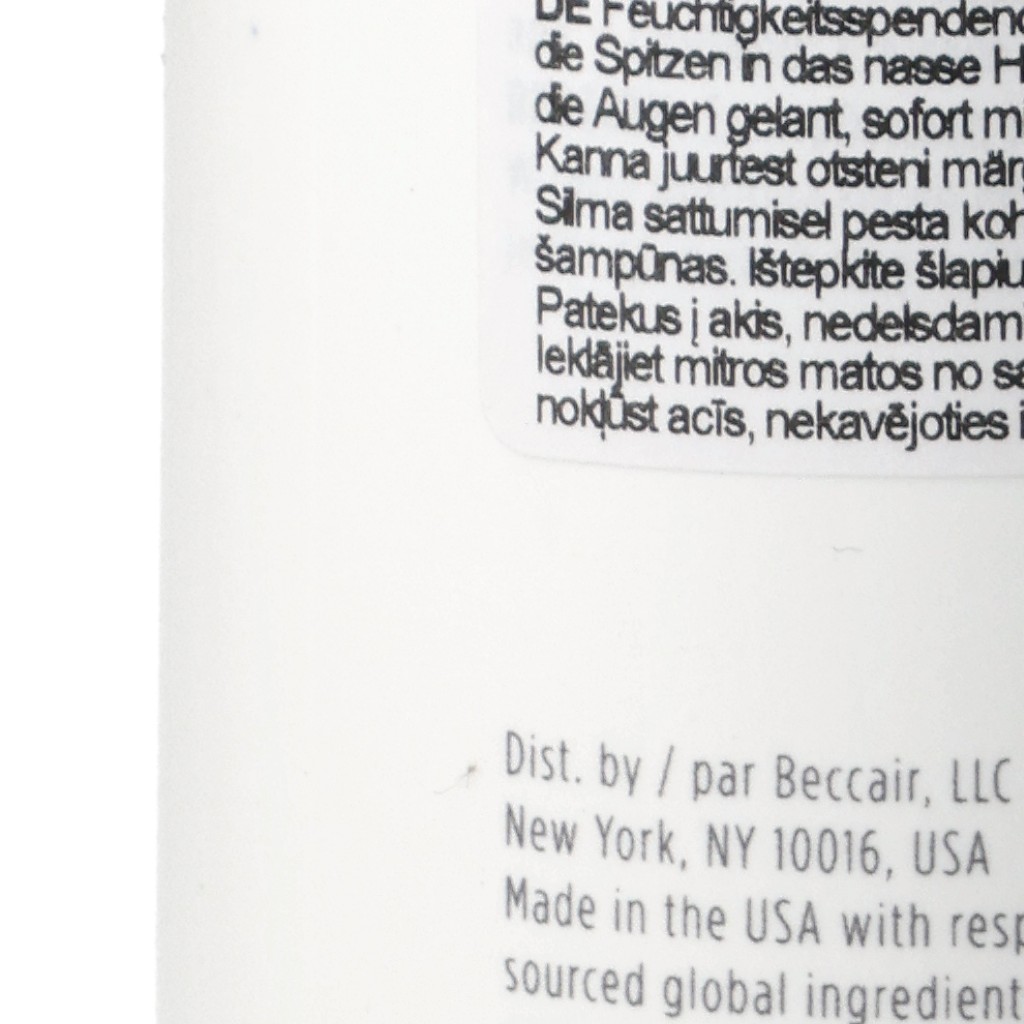 DE Feuchtigkeitsspendend
die Spitzen in das nasse H
die Augen gelant, sofort m
Kanna juurtest otsteni mär
Silma sattumisel pesta koh
šampūnas. Ištepkite šlapiu
Patekus į akis, nedelsdam
Ieklājiet mitros matos no sa
nokļūst acīs, nekavējoties i
Dist. by / par Beccair, LLC
New York, NY 10016, USA
Made in the USA with resp
sourced global ingredient